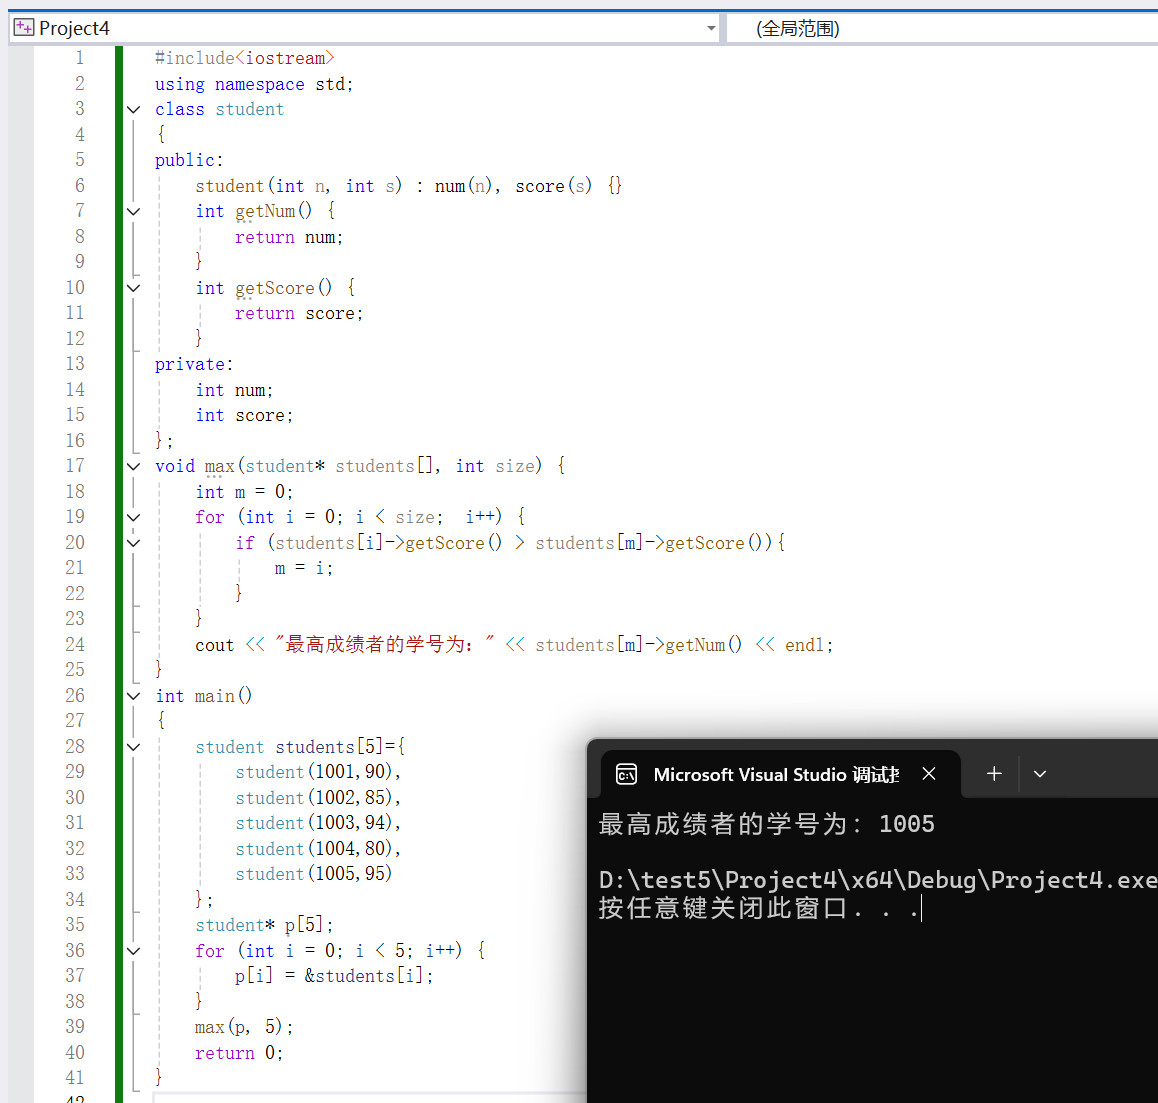 Project4
(全局范围)
1 #include<iostream>
2 using namespace std;
3 class student
4 {
5 public:
6     student(int n, int s) : num(n), score(s) {}
7     int getNum() {
8         return num;
9     }
10     int getScore() {
11         return score;
12     }
13 private:
14     int num;
15     int score;
16 };
17 void max(student* students[], int size) {
18     int m = 0;
19     for (int i = 0; i < size;  i++) {
20         if (students[i]->getScore() > students[m]->getScore()){
21             m = i;
22         }
23     }
24     cout << "最高成绩者的学号为：" << students[m]->getNum() << endl;
25 }
26 int main()
27 {
28     student students[5]={
29         student(1001,90),
30         student(1002,85),
31         student(1003,94),
32         student(1004,80),
33         student(1005,95)
34     };
35     student* p[5];
36     for (int i = 0; i < 5; i++) {
37         p[i] = &students[i];
38     }
39     max(p, 5);
40     return 0;
41 }
42
Microsoft Visual Studio 调试
最高成绩者的学号为：1005
D:\test5\Project4\x64\Debug\Project4.exe
按任意键关闭此窗口. . .